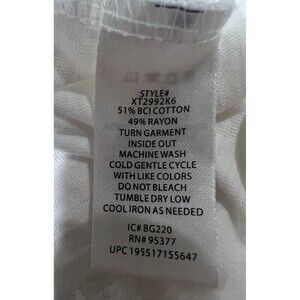 STYLE#
XT2992K6
51% BCI COTTON
49% RAYON
TURN GARMENT
INSIDE OUT
MACHINE WASH
COLD GENTLE CYCLE
WITH LIKE COLORS
DO NOT BLEACH
TUMBLE DRY LOW
COOL IRON AS NEEDED
IC# BG220
RN# 95377
UPC 195517155647